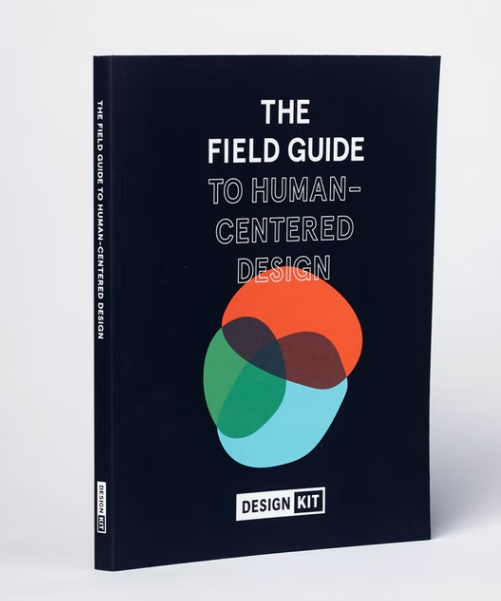 THE FIELD GUIDE TO HUMAN-CENTERED DESIGN
DESIGN KIT
THE
FIELD GUIDE
TO HUMAN-
CENTERED
DESIGN
DESIGN KIT